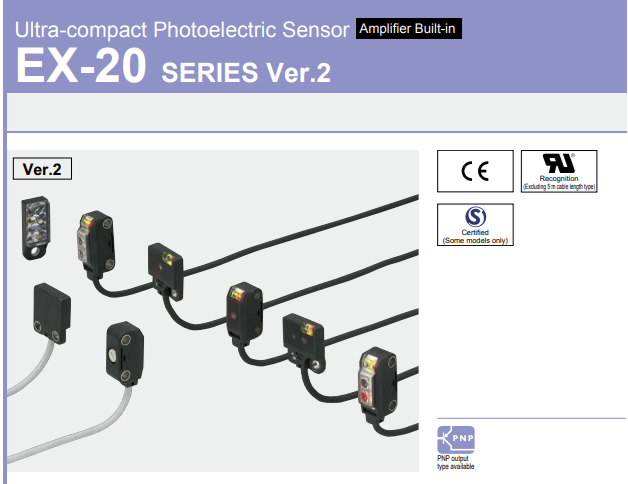 Ultra-compact Photoelectric Sensor Amplifier Built-in
EX-20 SERIES Ver.2
Ver.2
CE
RU
Recognition
(Excluding 5 m cable length type)
S
Certified
(Some models only)
PNP
PNP output
type available